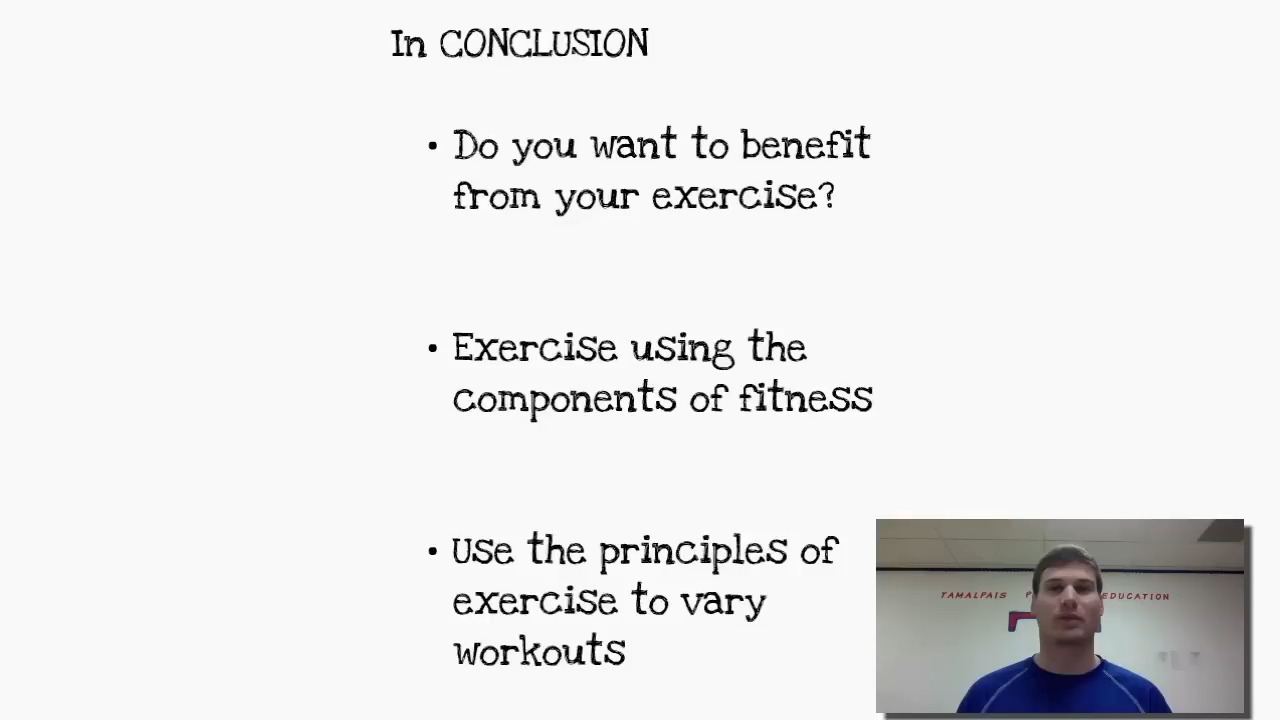 In CONCLUSION
• Do you want to benefit
from your exercise?
• Exercise using the
components of fitness
• Use the principles of
exercise to vary
workouts
TAMALPAIS P EDUCATION